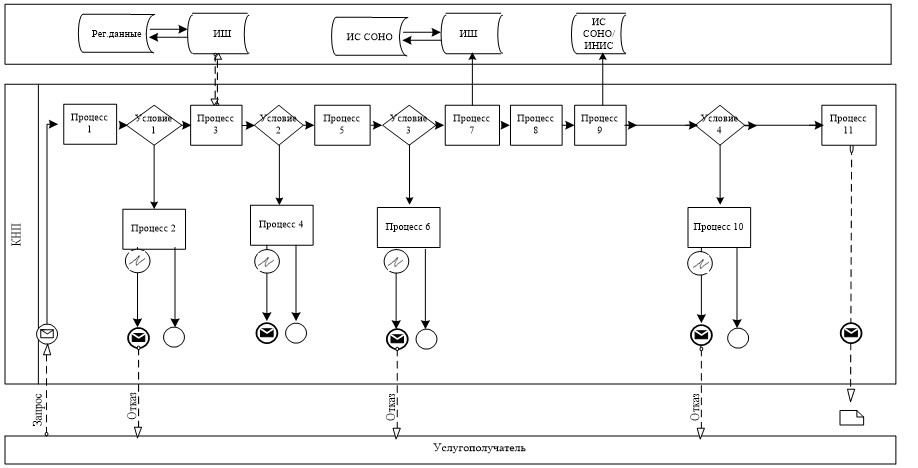 Рег.данные
ИШ
ИС СОНО
ИШ
ИС
СОНО/
ИНИС
КНП
Процесс
1
Условие
1
Процесс
3
Условие
2
Процесс
5
Условие
3
Процесс
7
Процесс
8
Процесс
9
Условие
4
Процесс
11
Процесс 2
Процесс 4
Процесс 6
Процесс 10
Запрос
Отказ
Отказ
Отказ
Услугополучатель